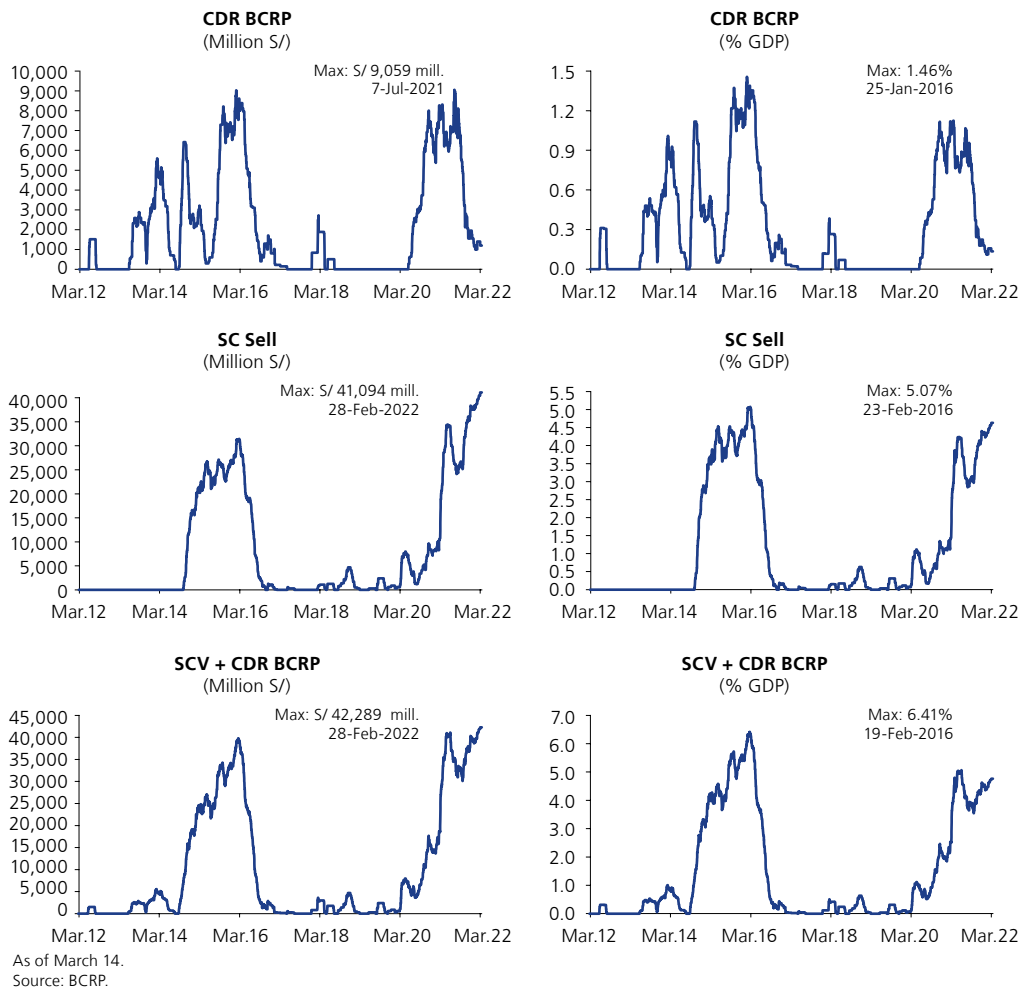 CDR BCRP
(Million S/)
Max: S/ 9,059 mill.
7-Jul-2021
10,000
9,000
8,000
7,000
6,000
5,000
4,000
3,000
2,000
1,000
0
Mar.12 Mar.14 Mar.16 Mar.18 Mar.20 Mar.22
CDR BCRP
(% GDP)
Max: 1.46%
25-Jan-2016
1.5
1.2
0.9
0.6
0.3
0.0
Mar.12 Mar.14 Mar.16 Mar.18 Mar.20 Mar.22
SC Sell
(Million S/)
Max: S/ 41,094 mill.
28-Feb-2022
40,000
35,000
30,000
25,000
20,000
15,000
10,000
5,000
0
Mar.12 Mar.14 Mar.16 Mar.18 Mar.20 Mar.22
SC Sell
(% GDP)
Max: 5.07%
23-Feb-2016
5.5
5.0
4.5
4.0
3.5
3.0
2.5
2.0
1.5
1.0
0.5
0.0
Mar.12 Mar.14 Mar.16 Mar.18 Mar.20 Mar.22
SCV + CDR BCRP
(Million S/)
Max: S/ 42,289 mill.
28-Feb-2022
45,000
40,000
35,000
30,000
25,000
20,000
15,000
10,000
5,000
0
Mar.12 Mar.14 Mar.16 Mar.18 Mar.20 Mar.22
SCV + CDR BCRP
(% GDP)
Max: 6.41%
19-Feb-2016
7.0
6.0
5.0
4.0
3.0
2.0
1.0
0.0
Mar.12 Mar.14 Mar.16 Mar.18 Mar.20 Mar.22
As of March 14.
Source: BCRP.